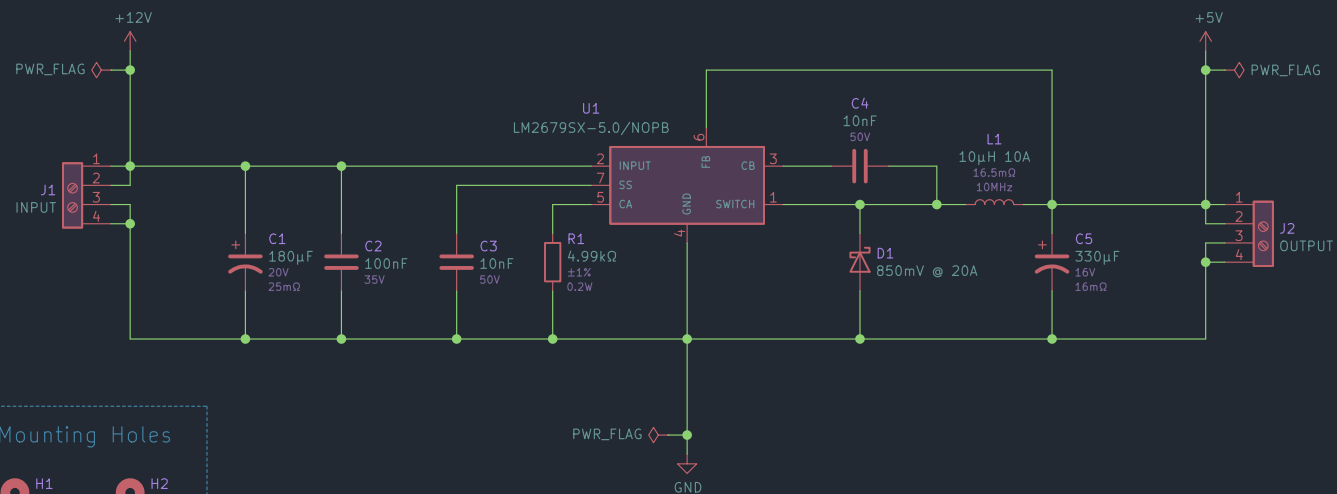 +12V
+5V
PWR_FLAG
PWR_FLAG
U1
LM2679SX-5.0/NOPB
C4
10nF
50V
L1
10µH 10A
16.5mΩ
10MHz
J1
INPUT
1
2
3
4
2
7
5
INPUT
SS
CA
6
FB
GND
4
CB
SWITCH
3
1
1
2
3
4
J2
OUTPUT
C1
180µF
20V
25mΩ
C2
100nF
35V
C3
10nF
50V
R1
4.99kΩ
±1%
0.2W
D1
850mV @ 20A
C5
330µF
16V
16mΩ
+
+
PWR_FLAG
GND
Mounting Holes
H1
H2